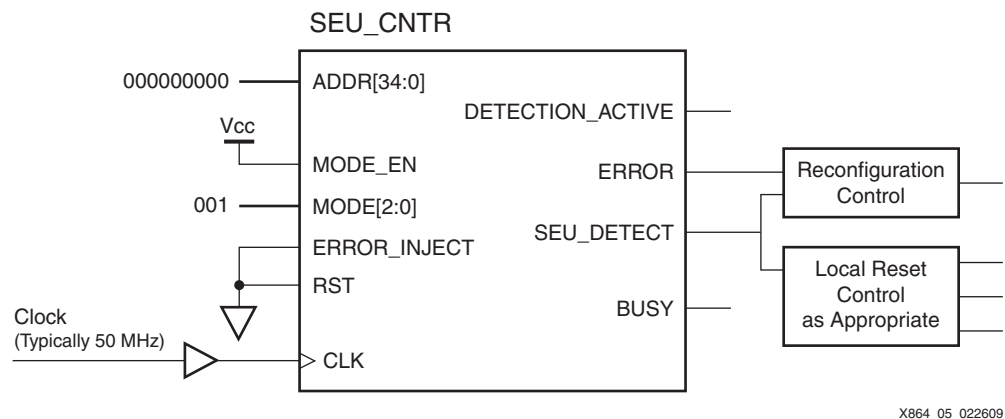 SEU_CNTR
000000000
ADDR[34:0]
DETECTION_ACTIVE
Vcc
MODE_EN
ERROR
Reconfiguration
Control
001
MODE[2:0]
SEU_DETECT
ERROR_INJECT
RST
Local Reset
Control
as Appropriate
BUSY
Clock
(Typically 50 MHz)
CLK
X864_05_022609